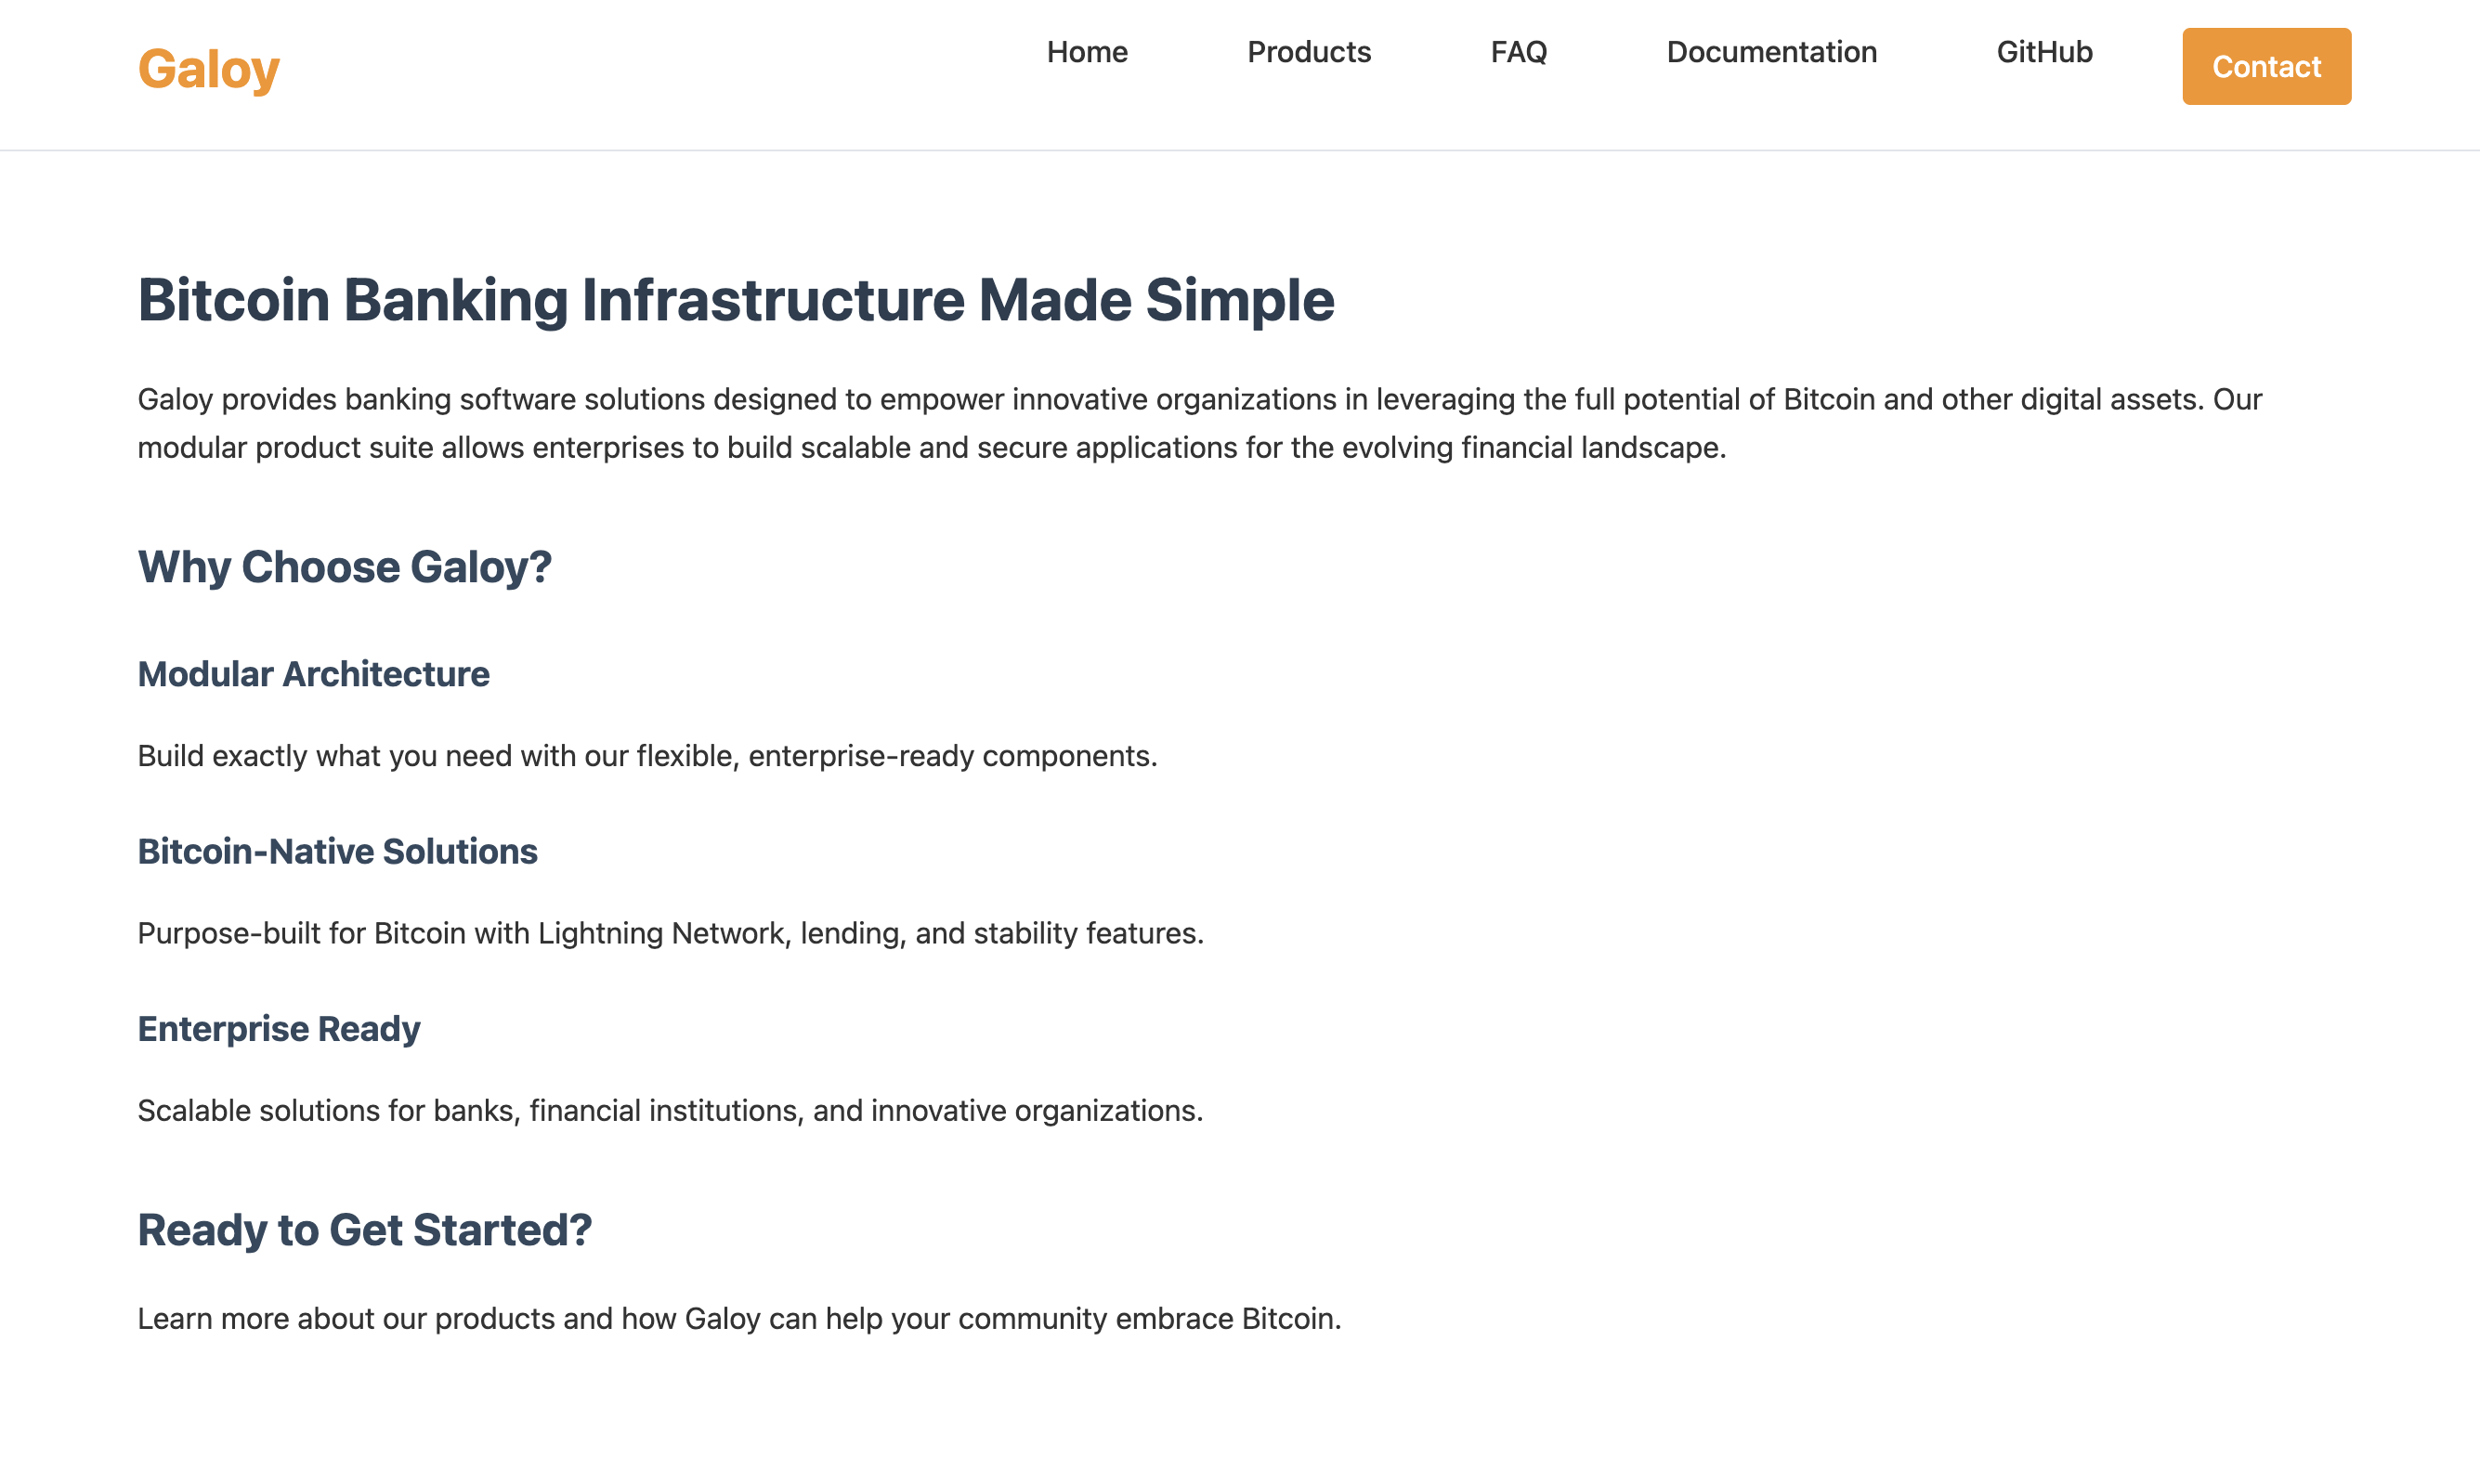 Galoy
Home
Products
FAQ
Documentation
GitHub
Contact
Bitcoin Banking Infrastructure Made Simple
Galoy provides banking software solutions designed to empower innovative organizations in leveraging the full potential of Bitcoin and other digital assets. Our
modular product suite allows enterprises to build scalable and secure applications for the evolving financial landscape.
Why Choose Galoy?
Modular Architecture
Build exactly what you need with our flexible, enterprise-ready components.
Bitcoin-Native Solutions
Purpose-built for Bitcoin with Lightning Network, lending, and stability features.
Enterprise Ready
Scalable solutions for banks, financial institutions, and innovative organizations.
Ready to Get Started?
Learn more about our products and how Galoy can help your community embrace Bitcoin.